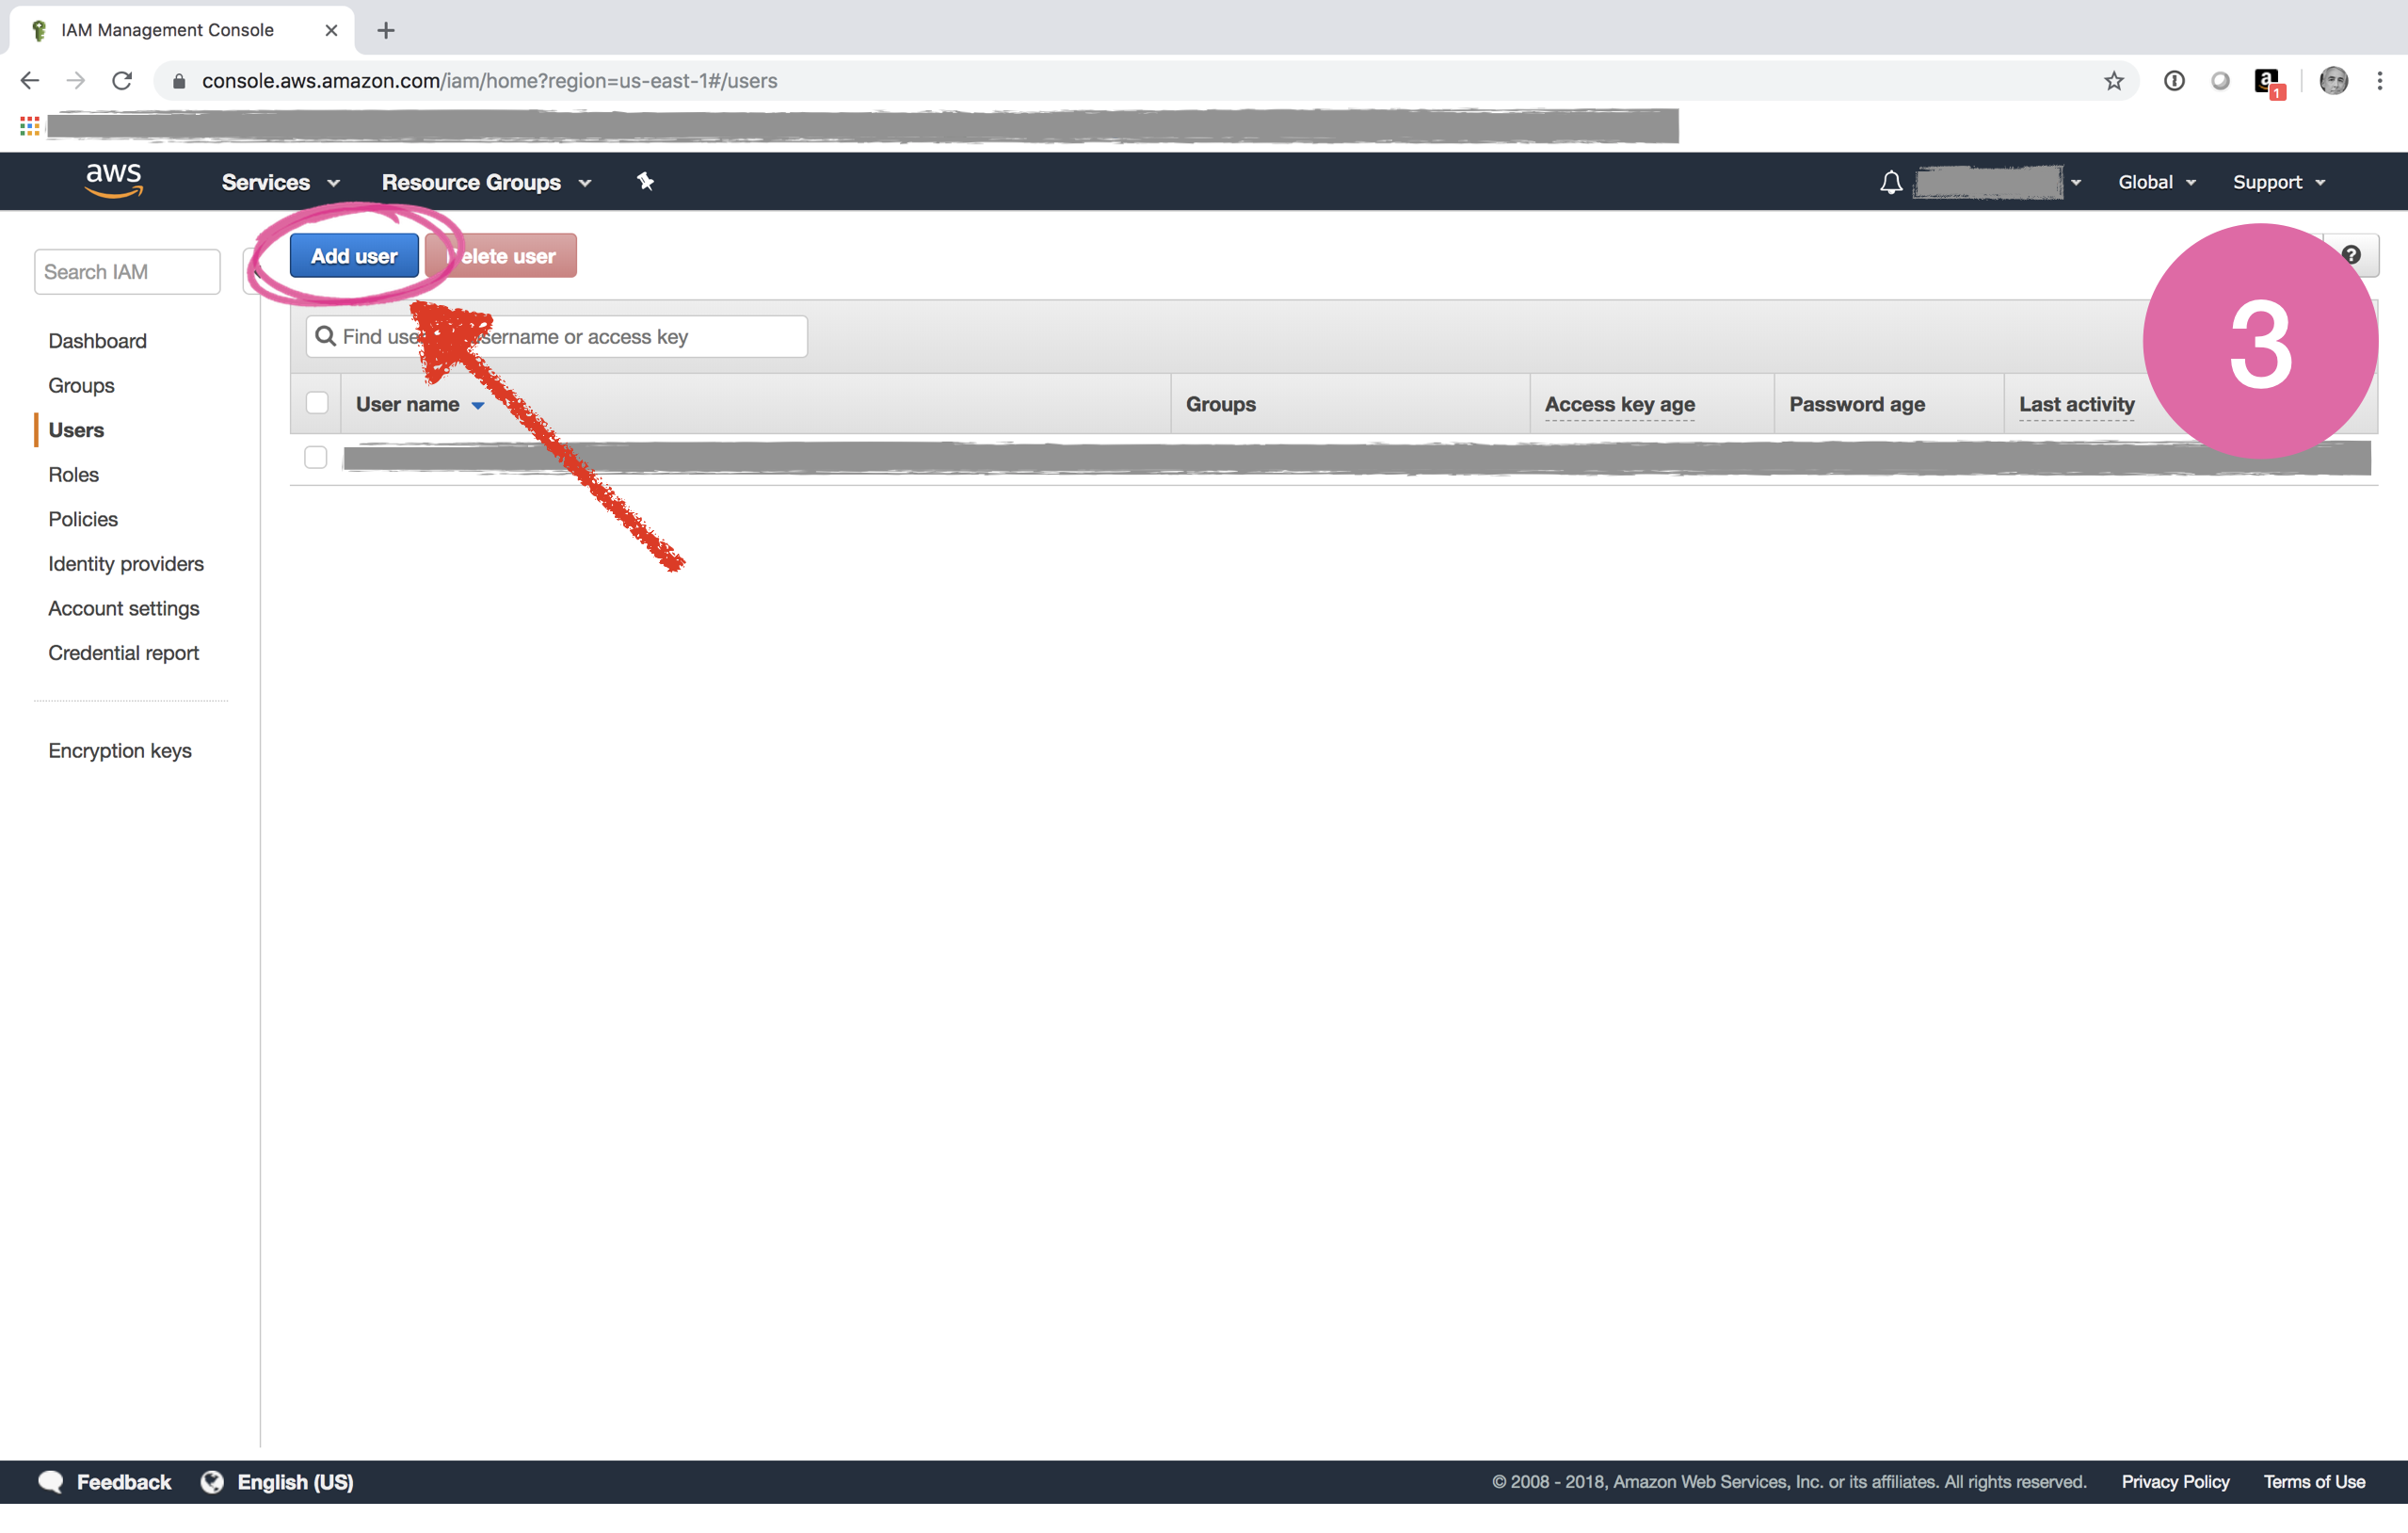 IAM Management Console
console.aws.amazon.com/iam/home?region=us-east-1#/users
1
aws
Services
Resource Groups
Global
Support
Search IAM
Add user
elete user
3
Dashboard
Groups
Users
Roles
Policies
Identity providers
Account settings
Credential report
Encryption keys
Find use sername or access key
User name
Groups
Access key age
Password age
Last activity
Feedback
English (US)
© 2008 - 2018, Amazon Web Services, Inc. or its affiliates. All rights reserved.
Privacy Policy
Terms of Use